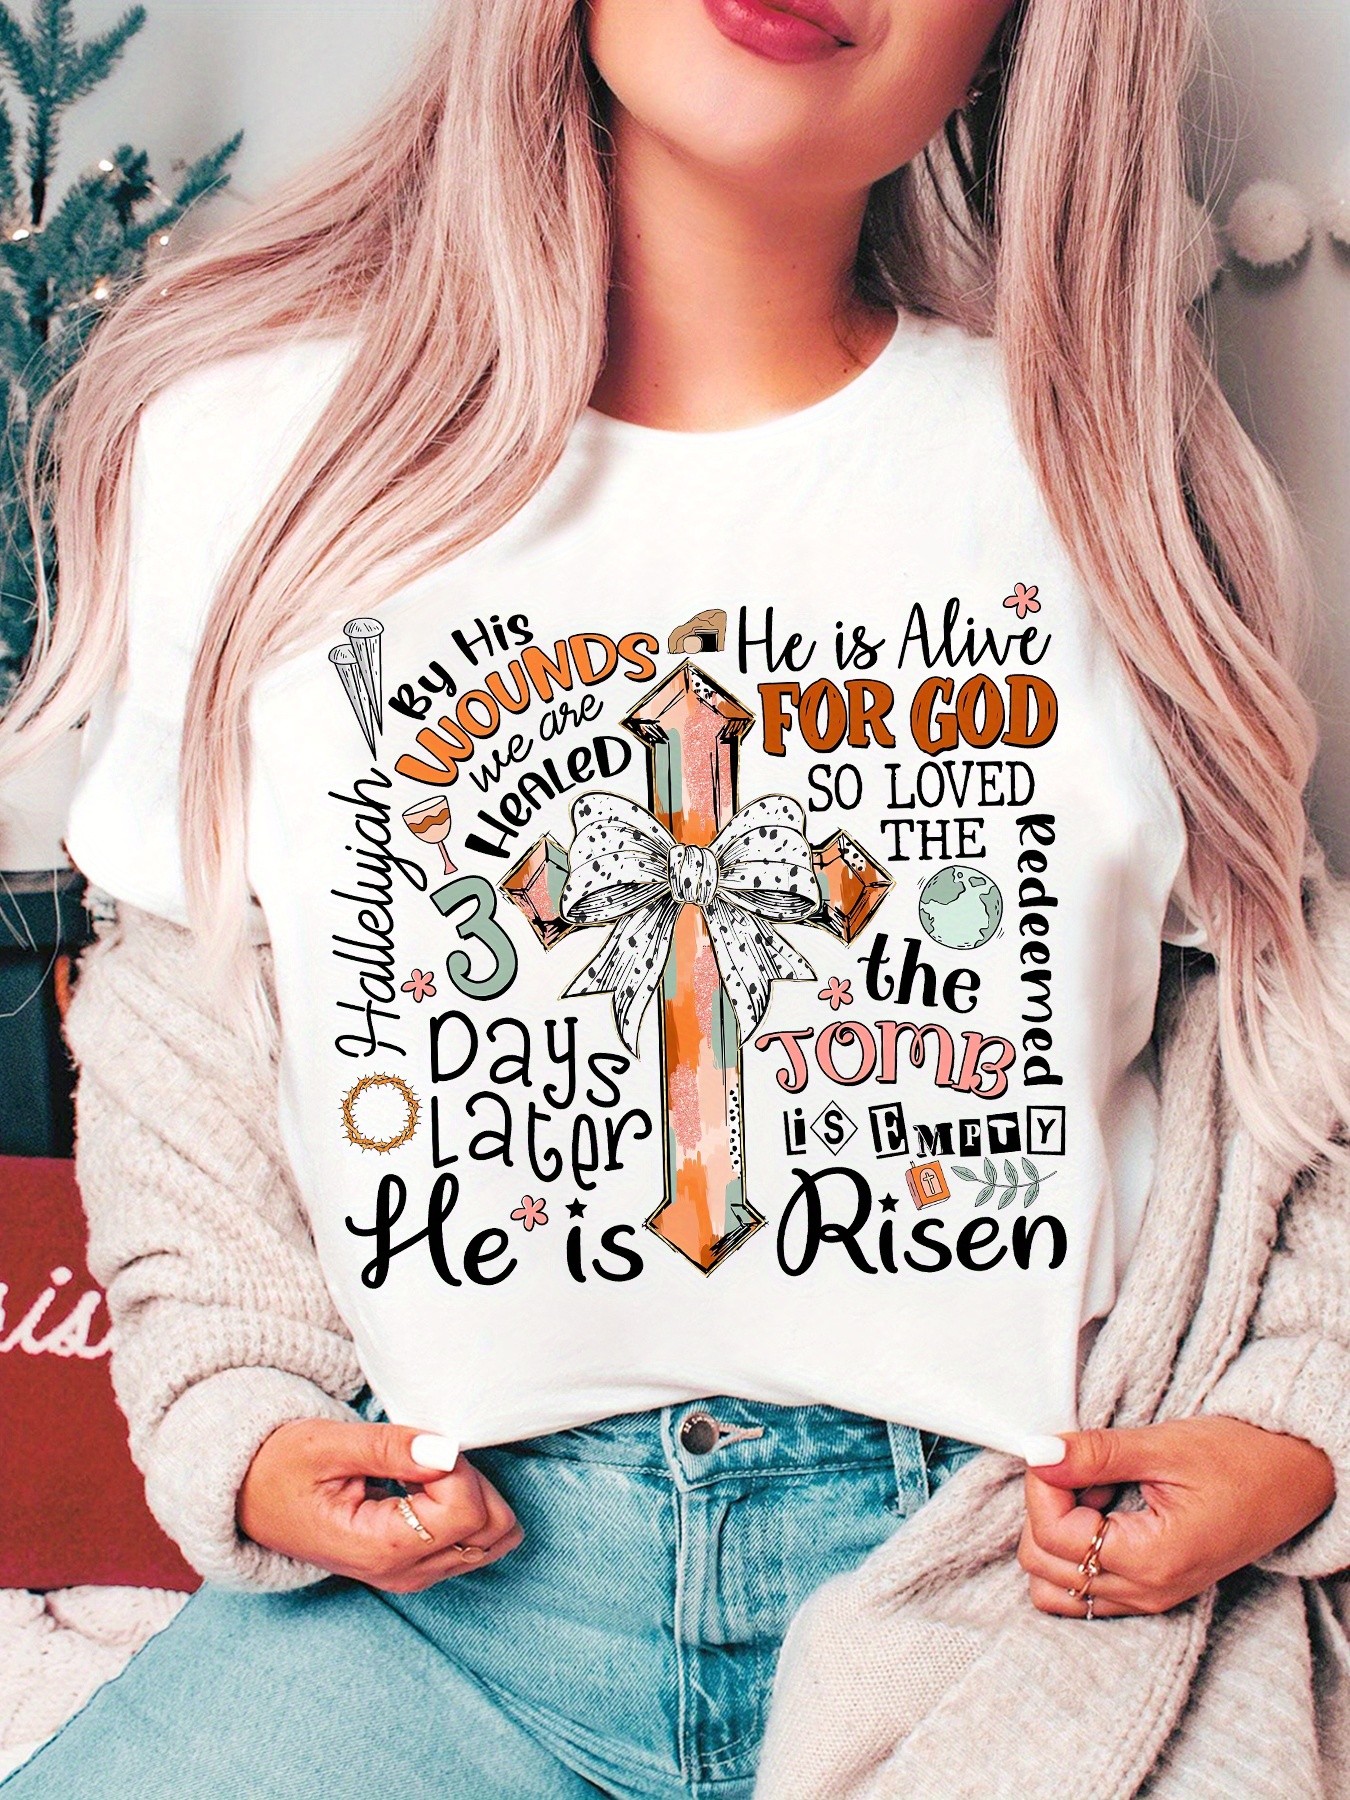 By His
WOUNDS
we are
HeALeD
Hallelujah
3
Days
Later
He is Alive
FOR GOD
SO LOVED
THE
Redeemed
the
TOMB
iS EMPTY
He is Risen
is